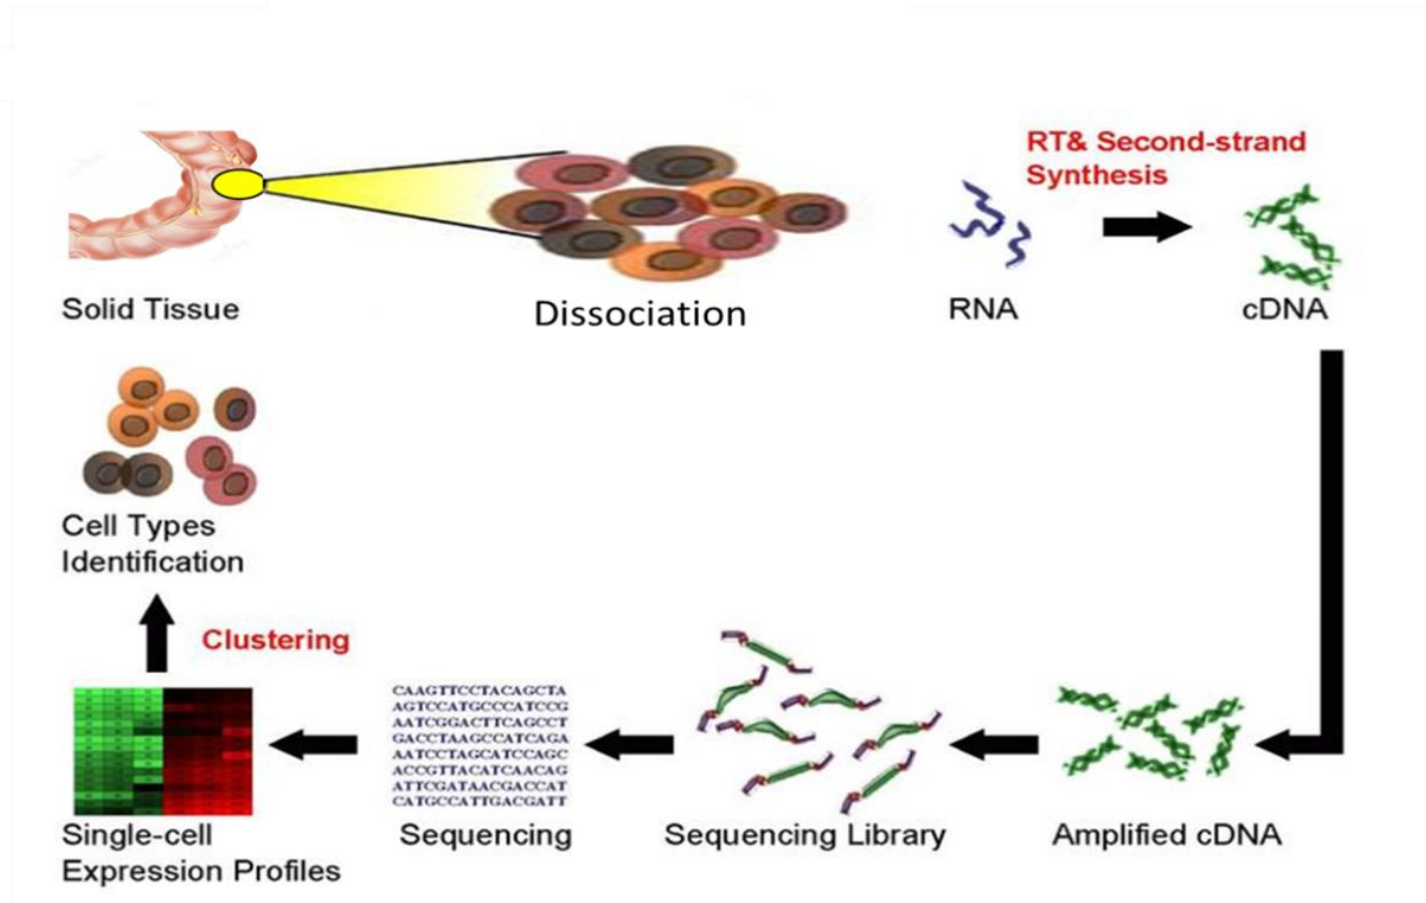 RT& Second-strand
Synthesis
Solid Tissue
Dissociation
RNA
cDNA
Cell Types
Identification
Clustering
CAAGTTCCTACAGCTA
AGTCCATGCCCATCCG
AATCGGACTTCAGCCT
GACCTAAGCCATCAGA
AATCCTAGCATCCAGC
ACCGTTACATCAACAG
ATTCGATAACGACCAT
CATGCCATTGACGATT
Single-cell
Expression Profiles
Sequencing
Sequencing Library
Amplified cDNA